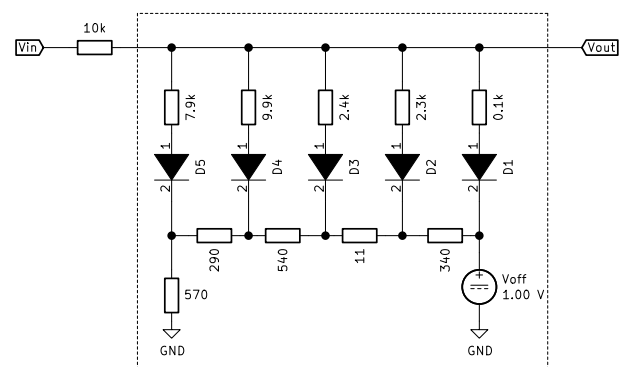 10k
Vin
Vout
7.9k
9.9k
2.4k
2.3k
0.1k
1
1
1
1
1
D5
D4
D3
D2
D1
2
2
2
2
2
290
540
11
340
570
Voff
1.00 V
GND
GND